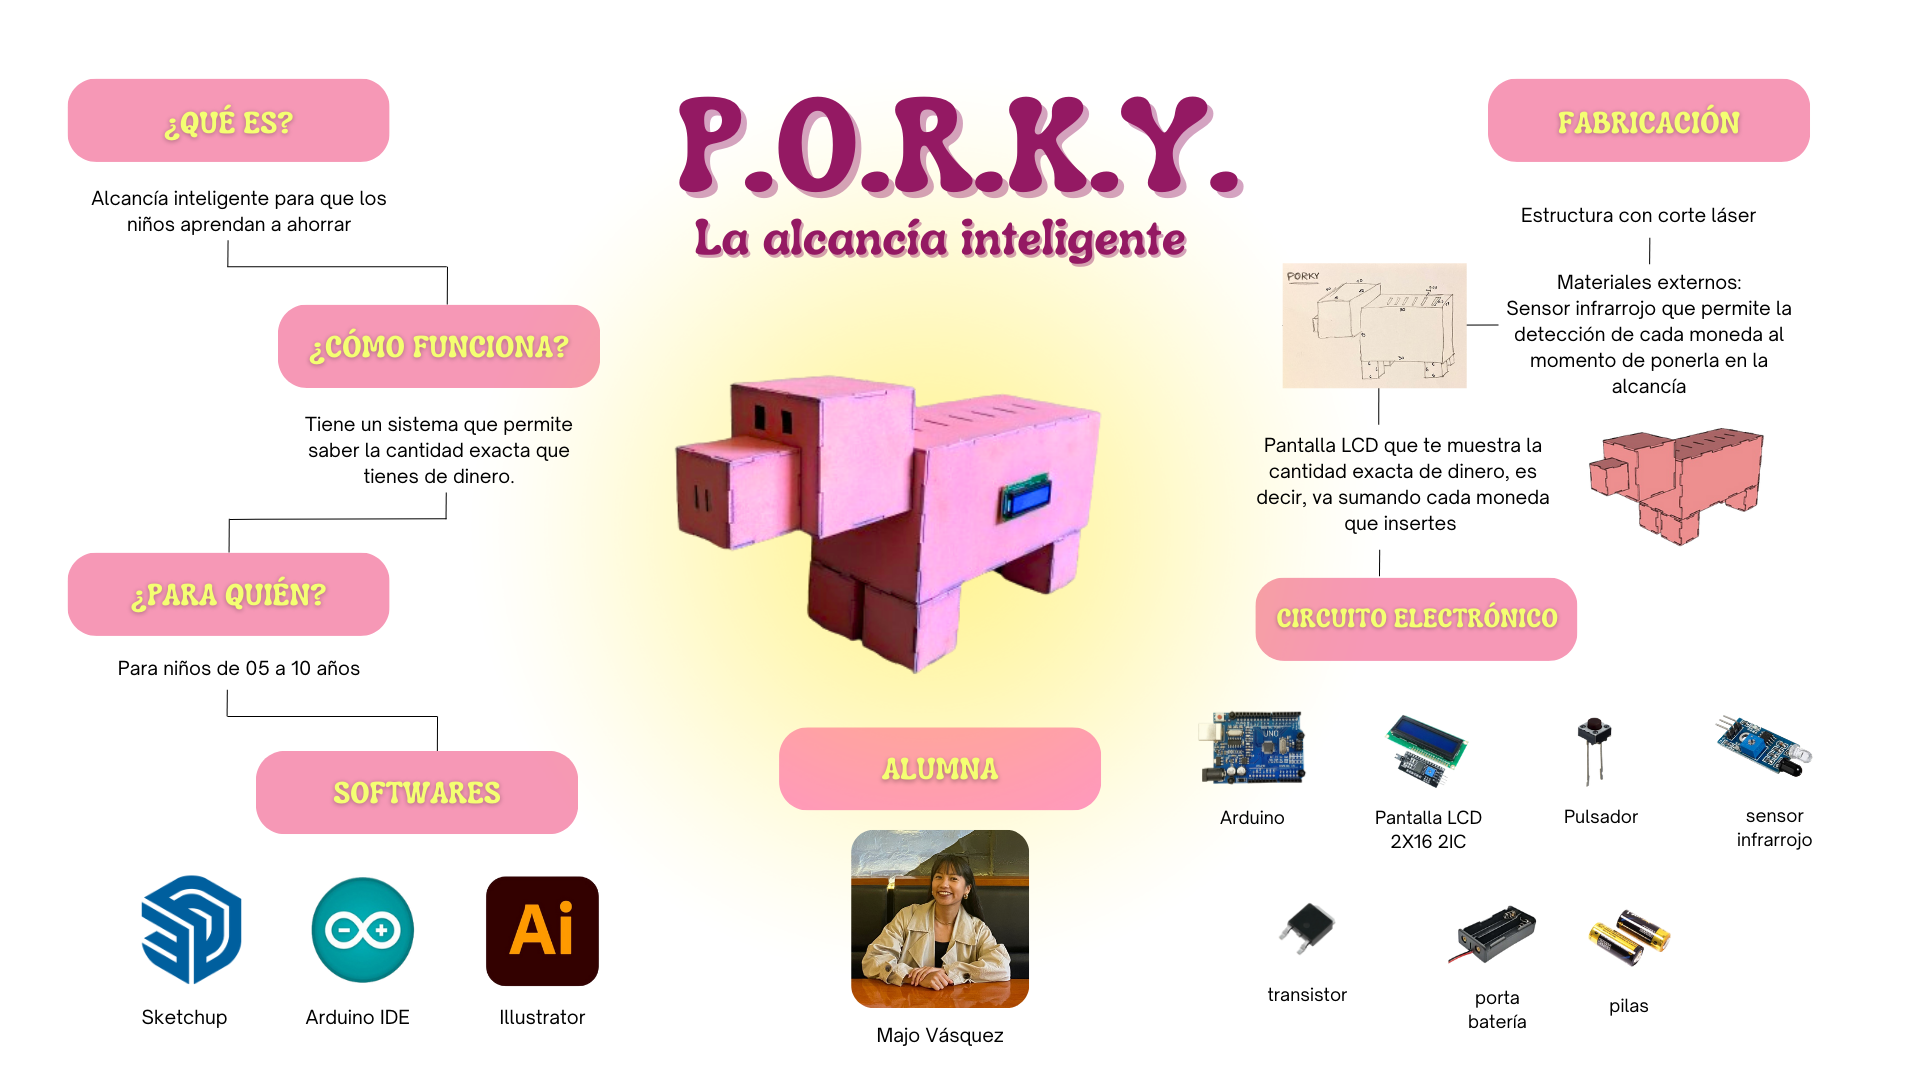 P.O.R.K.Y.
La alcancía inteligente
¿QUÉ ES?
Alcancía inteligente para que los
niños aprendan a ahorrar
¿CÓMO FUNCIONA?
Tiene un sistema que permite
saber la cantidad exacta que
tienes de dinero.
¿PARA QUIÉN?
Para niños de 05 a 10 años
SOFTWARES
Ai
Sketchup
Arduino IDE
Illustrator
ALUMNA
Majo Vásquez
FABRICACIÓN
Estructura con corte láser
Materiales externos:
Sensor infrarrojo que permite la
detección de cada moneda al
momento de ponerla en la
alcancía
PORKY
Pantalla LCD que te muestra la
cantidad exacta de dinero, es
decir, va sumando cada moneda
que insertes
CIRCUITO ELECTRÓNICO
UNO
Arduino
Pantalla LCD
2X16 2IC
Pulsador
sensor
infrarrojo
transistor
porta
batería
pilas